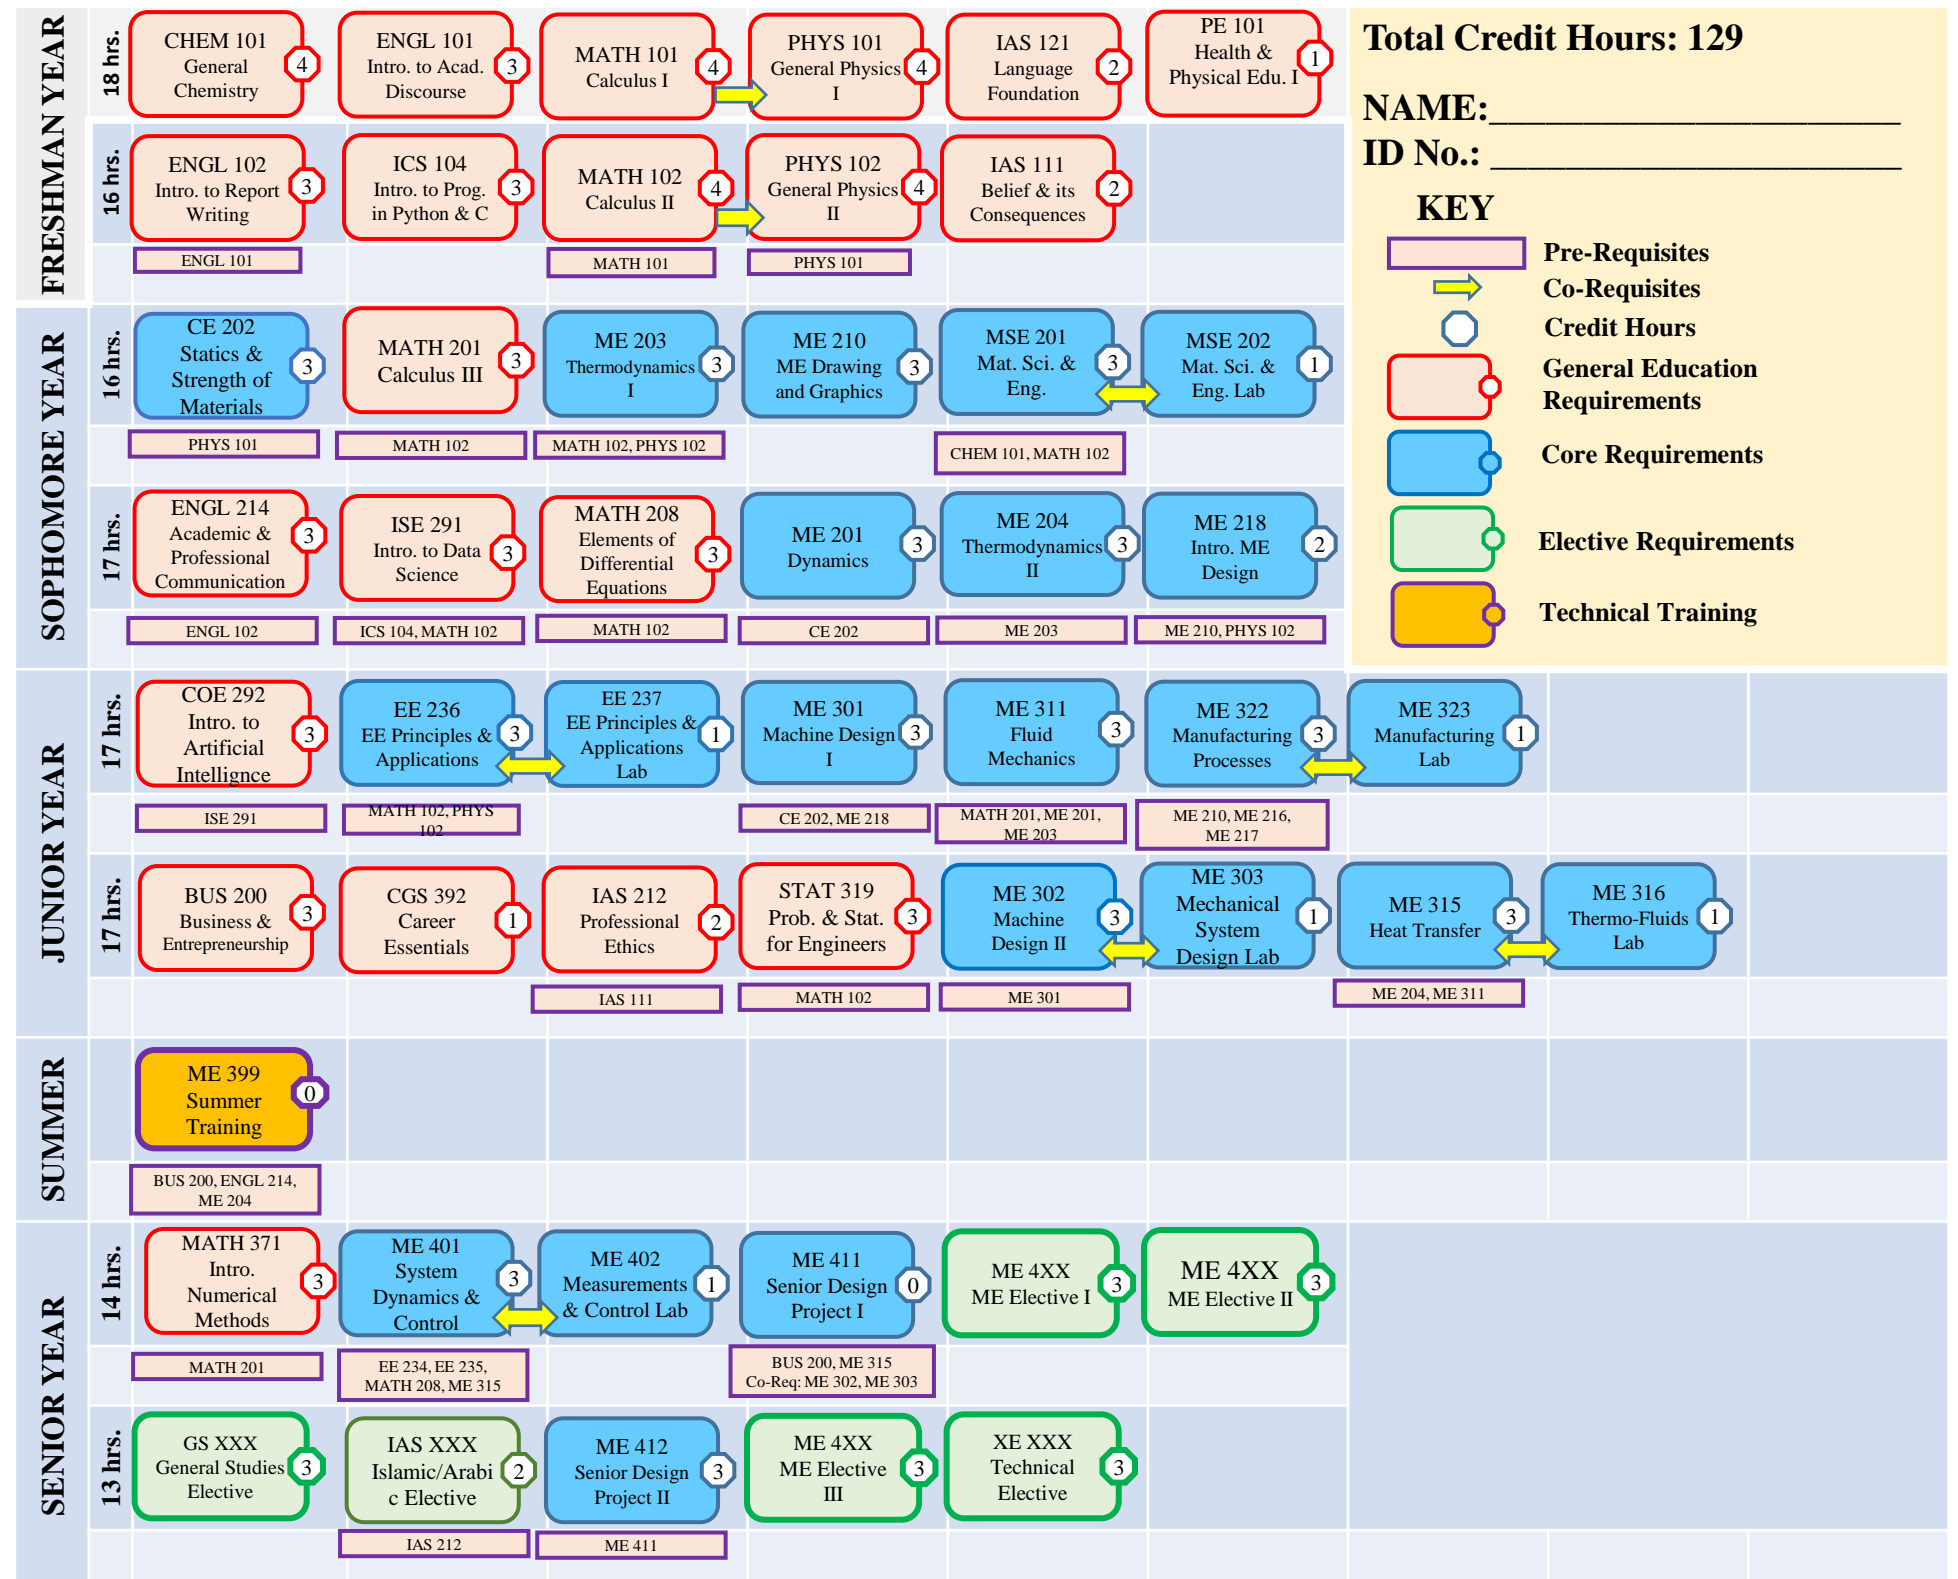 FRESHMAN YEAR
18 hrs.
CHEM 101
General
Chemistry
4
ENGL 101
Intro. to Acad.
Discourse
3
MATH 101
Calculus I
4
PHYS 101
General Physics
I
4
IAS 121
Language
Foundation
2
PE 101
Health &
Physical Edu. I
1
16 hrs.
ENGL 102
Intro. to Report
Writing
3
ICS 104
Intro. to Prog.
in Python & C
3
MATH 102
Calculus II
4
PHYS 102
General Physics
II
4
IAS 111
Belief & its
Consequences
2
ENGL 101
MATH 101
PHYS 101
Total Credit Hours: 129
NAME:______________________
ID No.: ______________________
KEY
Pre-Requisites
Co-Requisites
Credit Hours
General Education
Requirements
Core Requirements
Elective Requirements
Technical Training
SOPHOMORE YEAR
16 hrs.
CE 202
Statics &
Strength of
Materials
3
MATH 201
Calculus III
3
ME 203
Thermodynamics
I
3
ME 210
ME Drawing
and Graphics
3
MSE 201
Mat. Sci. &
Eng.
3
MSE 202
Mat. Sci. &
Eng. Lab
1
PHYS 101
MATH 102
MATH 102, PHYS 102
CHEM 101, MATH 102
17 hrs.
ENGL 214
Academic &
Professional
Communication
3
ISE 291
Intro. to Data
Science
3
MATH 208
Elements of
Differential
Equations
3
ME 201
Dynamics
3
ME 204
Thermodynamics
II
3
ME 218
Intro. ME
Design
2
ENGL 102
ICS 104, MATH 102
MATH 102
CE 202
ME 203
ME 210, PHYS 102
JUNIOR YEAR
17 hrs.
COE 292
Intro. to
Artificial
Intellignce
3
EE 236
EE Principles &
Applications
3
EE 237
EE Principles &
Applications
Lab
1
ME 301
Machine Design
I
3
ME 311
Fluid
Mechanics
3
ME 322
Manufacturing
Processes
3
ME 323
Manufacturing
Lab
1
ISE 291
MATH 102, PHYS
102
CE 202, ME 218
MATH 201, ME 201,
ME 203
ME 210, ME 216,
ME 217
17 hrs.
BUS 200
Business &
Entrepreneurship
3
CGS 392
Career
Essentials
1
IAS 212
Professional
Ethics
2
STAT 319
Prob. & Stat.
for Engineers
3
ME 302
Machine
Design II
3
ME 303
Mechanical
System
Design Lab
1
ME 315
Heat Transfer
3
ME 316
Thermo-Fluids
Lab
1
IAS 111
MATH 102
ME 301
ME 204, ME 311
SUMMER
ME 399
Summer
Training
0
BUS 200, ENGL 214,
ME 204
SENIOR YEAR
14 hrs.
MATH 371
Intro.
Numerical
Methods
3
ME 401
System
Dynamics &
Control
3
ME 402
Measurements
& Control Lab
1
ME 411
Senior Design
Project I
0
ME 4XX
ME Elective I
3
ME 4XX
ME Elective II
3
MATH 201
EE 234, EE 235,
MATH 208, ME 315
BUS 200, ME 315
Co-Req: ME 302, ME 303
13 hrs.
GS XXX
General Studies
Elective
3
IAS XXX
Islamic/Arabi
c Elective
2
ME 412
Senior Design
Project II
3
ME 4XX
ME Elective
III
3
XE XXX
Technical
Elective
3
IAS 212
ME 411